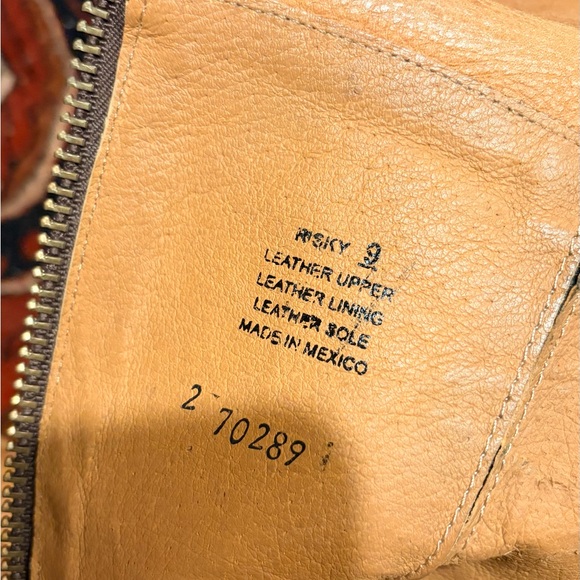 RISKY 9
LEATHER UPPER
LEATHER LINING
LEATHER SOLE
MADE IN MEXICO
2 70289